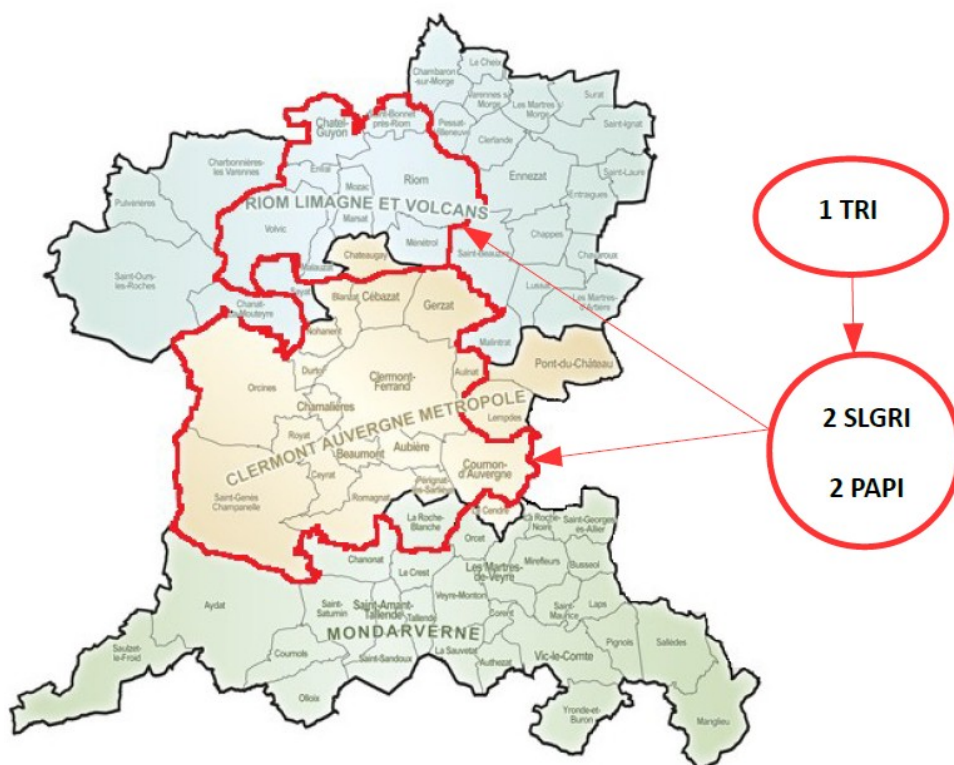 Le Cheix
Chambaron
-sur-Morge
Varennes s/
Morge
Les Martres
s/ Morge
Surat
Saint-Ignat
Chatel-
Guyon
Saint-Bonnet
près-Riom
Pessat
-Villeneuve
Clerlande
Charbonnières-
les Varennes
Enval
Mozac
Riom
Ennezat
Saint-Laure
Entraigues
Pulvérières
RIOM LIMAGNE ET VOLCANS
1 TRI
Volvic
Marsat
Ménétrol
Chappes
Saint-Beauzire
Chavaroux
Chateaugay
Malauzat
Saint-Ours
-les-Roches
Sayat
Lussat
Les Martres-
d'Artière
Chanat
-la-Mouteyre
Blanzat
Cébazat
Gerzat
Nohanent
Malintrat
Pont-du-Château
Durtol
Aulnat
Orcines
Clermont-
Ferrand
Chamalières
Lempdes
2 SLGRI
2 PAPI
CLERMONT AUVERGNE METROPOLE
Royat
Beaumont
Aubière
Cournon
-d'Auvergne
Ceyrat
Pérignat
-lès-Sarliève
Saint-Genès
Champanelle
Romagnat
Le Cendre
La Roche-
Blanche
La Roche-
Noire
Saint-Georges
-ès-Allier
Orcet
Chanonat
Le Crest
Les Martres-
de-Veyre
Mirefleurs
Busséol
Aydat
Saint-
Saturnin
Saint-Amant-
Tallende
Tallende
Veyre-Monton
Corent
Saint-
Maurice
Laps
MONDARVERNE
Pignols
Sallèdes
Saulzet-
le-Froid
Cournols
Saint-Sandoux
La Sauvetat
Authezat
Vic-le-Comte
Olloix
Yronde-et
Buron
Manglieu